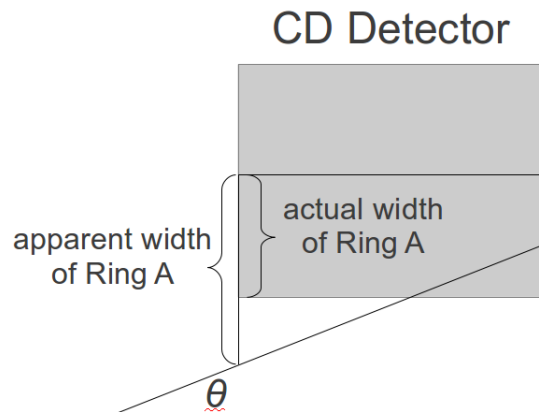 CD Detector
actual width
of Ring A
apparent width
of Ring A
θ